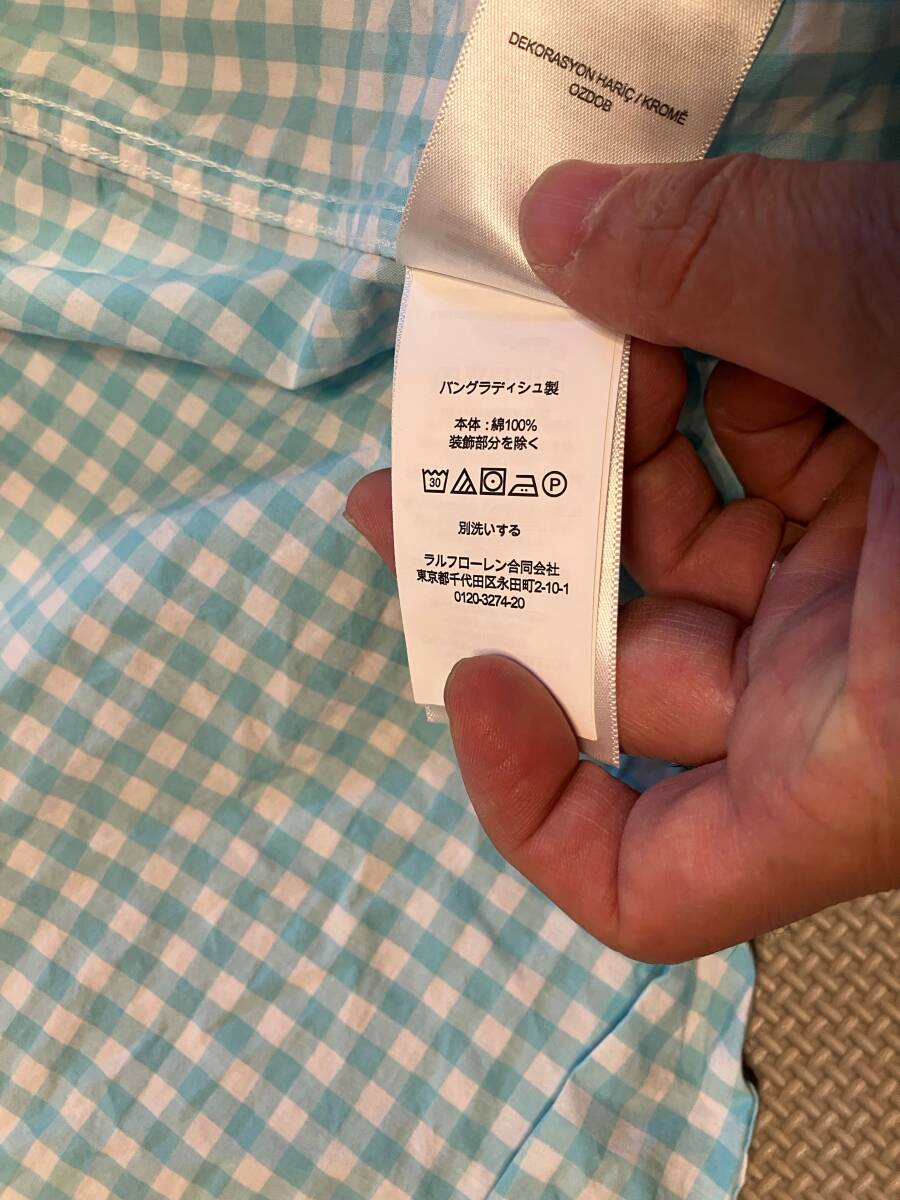 DEKORASYON HARİÇ / KROMĚ
OZDOB
バングラディシュ製
本体 : 綿100%
装飾部分を除く
30 P
別洗いする
ラルフローレン合同会社
東京都千代田区永田町2-10-1
0120-3274-20